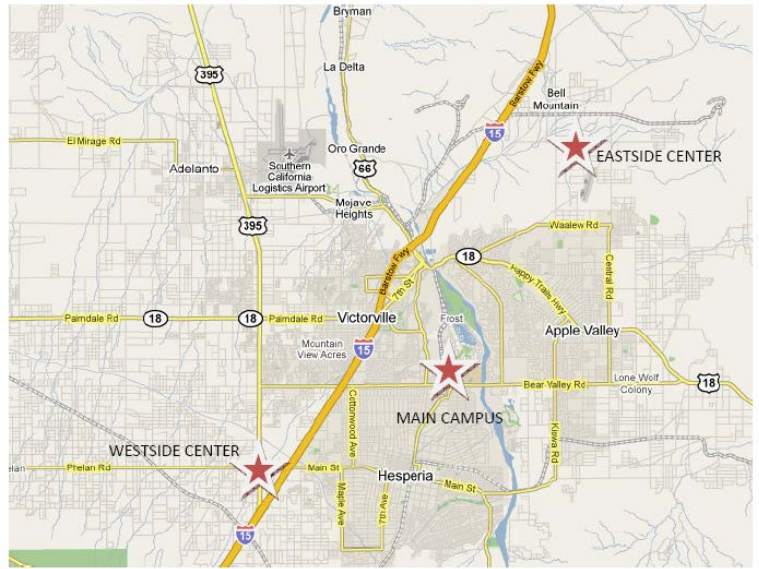 Bryman
395
La Delta
Barstow Fwy
Bell
Mountain
15
El Mirage Rd
Adelanto
Southern
California
Logistics Airport
Oro Grande
66
EASTSIDE CENTER
Mojave
Heights
395
Waalew Rd
18
Barstow Fwy
7th St
Happy Trails Hwy
Central Rd
Palmdale Rd
18
18
Palmdale Rd
Victorville
Frost
Apple Valley
Mountain
View Acres
15
Bear Valley Rd
Lone Wolf
Colony
18
MAIN CAMPUS
Cottonwood Ave
WESTSIDE CENTER
Kiowa Rd
elan
Phelan Rd
Main St
Hesperia
Main St
Maple Ave
7th Ave
15